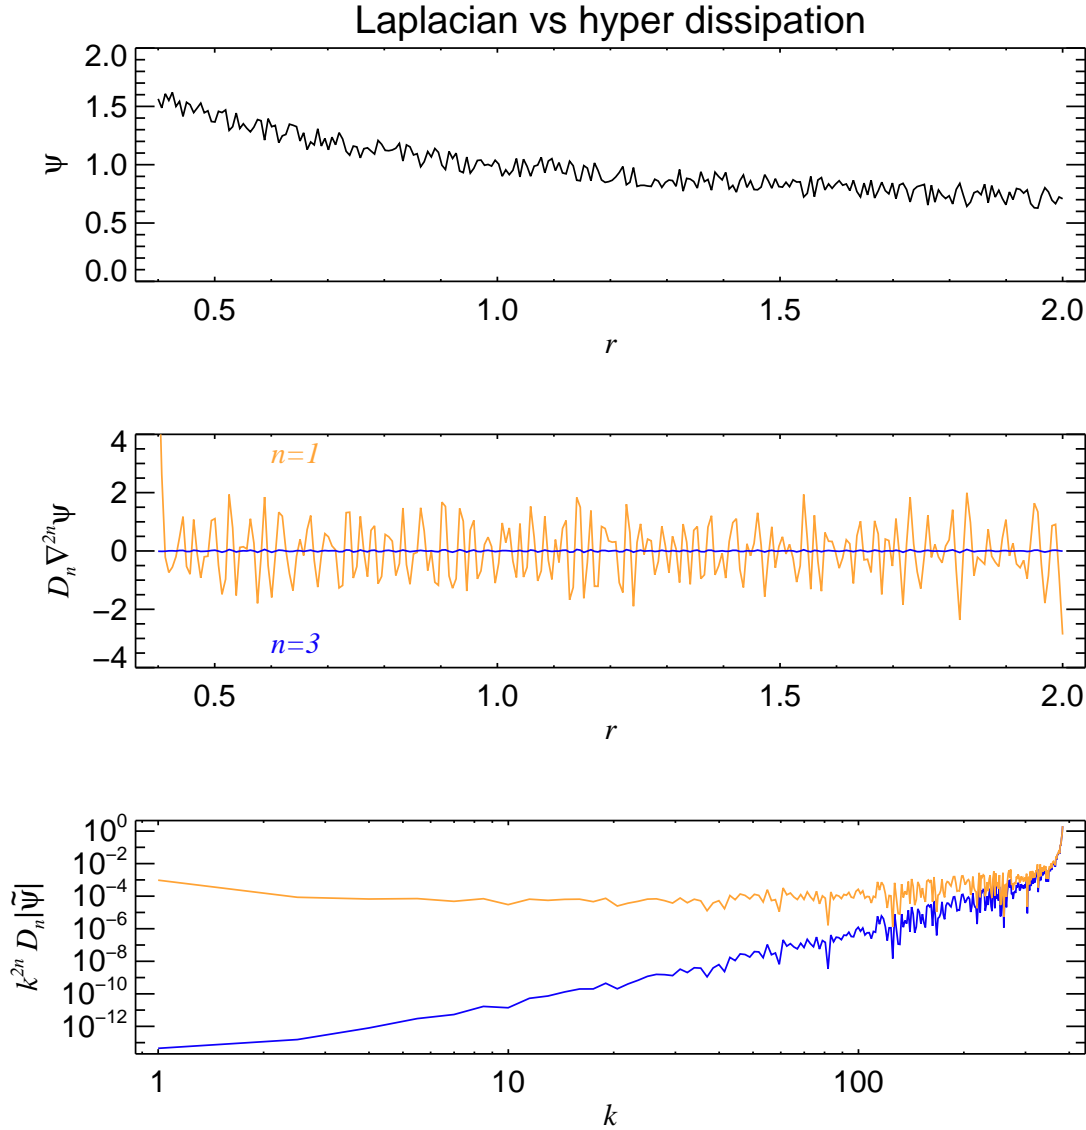 Laplacian vs hyper dissipation
2.0
1.5
1.0
0.5
0.0
ψ
0.5 1.0 1.5 2.0
r
4
2
0
−2
−4
D_n ∇^{2n} ψ
n=1
n=3
0.5 1.0 1.5 2.0
r
10^0
10^{-2}
10^{-4}
10^{-6}
10^{-8}
10^{-10}
10^{-12}
k^{2n} D_n |ψ̃|
1 10 100
k